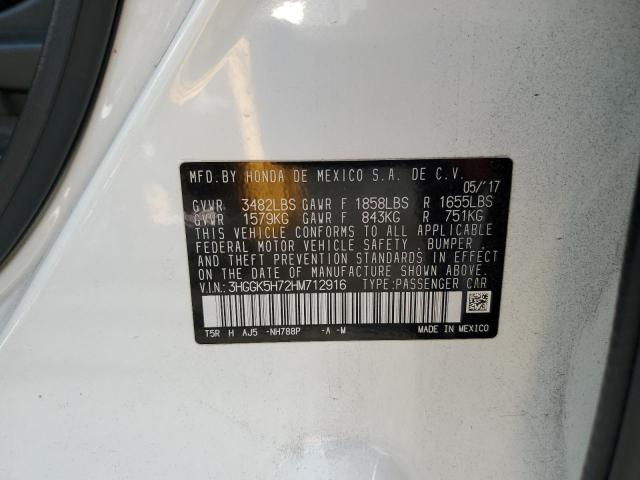 MFD. BY HONDA DE MEXICO S.A. DE C.V.
05/'17
GVWR 3482LBS GAWR F 1858LBS R 1655LBS
GVWR 1579KG GAWR F 843KG R 751KG
THIS VEHICLE CONFORMS TO ALL APPLICABLE
FEDERAL MOTOR VEHICLE SAFETY, BUMPER, AND
THEFT PREVENTION STANDARDS IN EFFECT ON
THE DATE OF MANUFACTURE SHOWN ABOVE.
V.I.N.: 3HGGK5H72HM712916 TYPE: PASSENGER CAR
T5R H AJ5 -NH788P -A -M MADE IN MEXICO